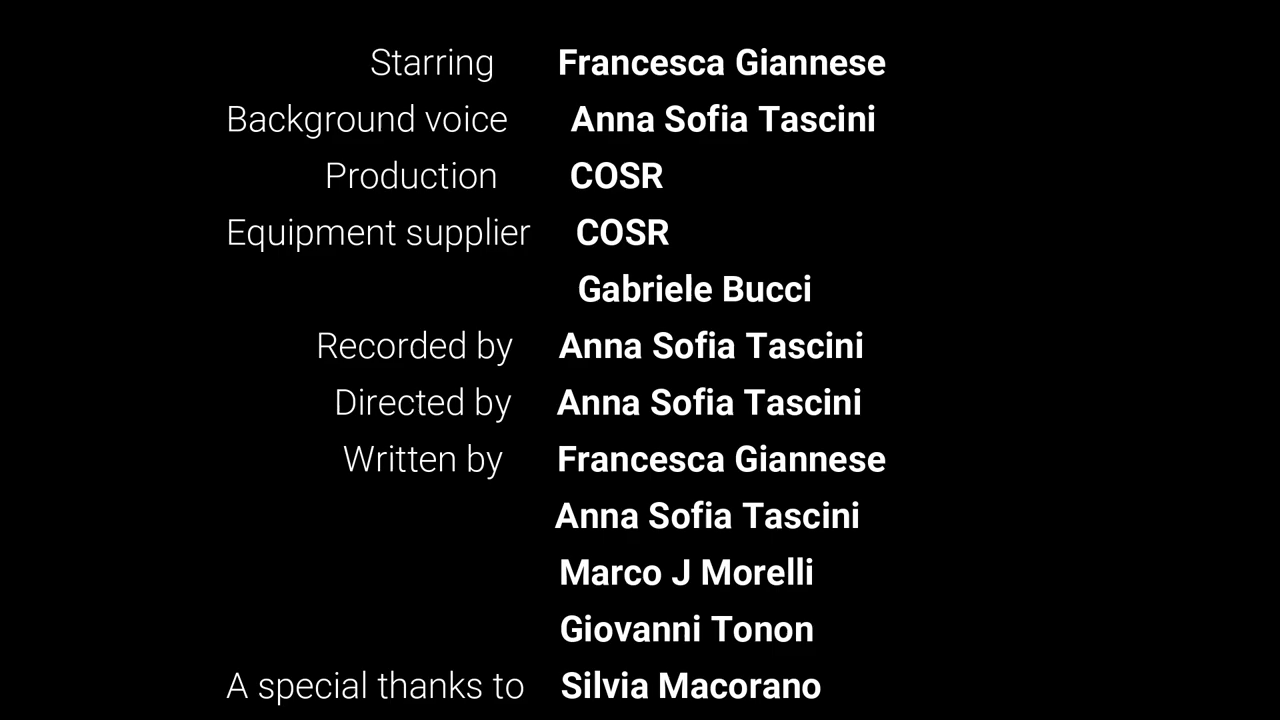 Starring Francesca Giannese
Background voice Anna Sofia Tascini
Production COSR
Equipment supplier COSR
Gabriele Bucci
Recorded by Anna Sofia Tascini
Directed by Anna Sofia Tascini
Written by Francesca Giannese
Anna Sofia Tascini
Marco J Morelli
Giovanni Tonon
A special thanks to Silvia Macorano